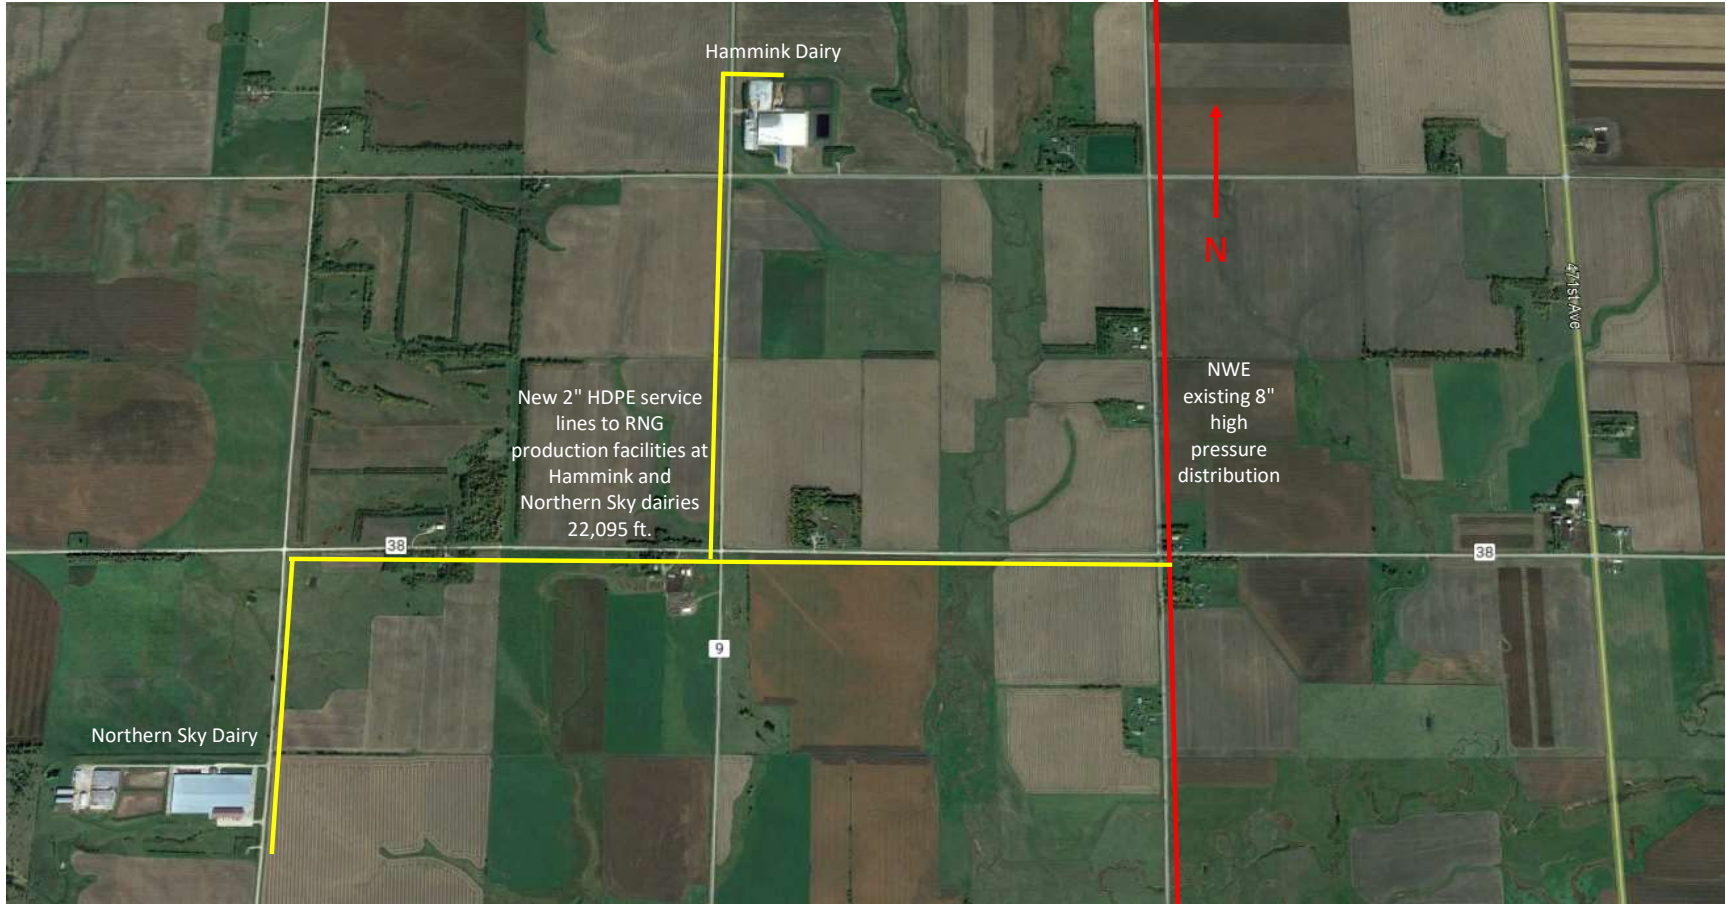 Hammink Dairy
N
471st Ave
New 2" HDPE service
lines to RNG
production facilities at
Hammink and
Northern Sky dairies
22,095 ft.
NWE
existing 8"
high
pressure
distribution
38
38
9
Northern Sky Dairy